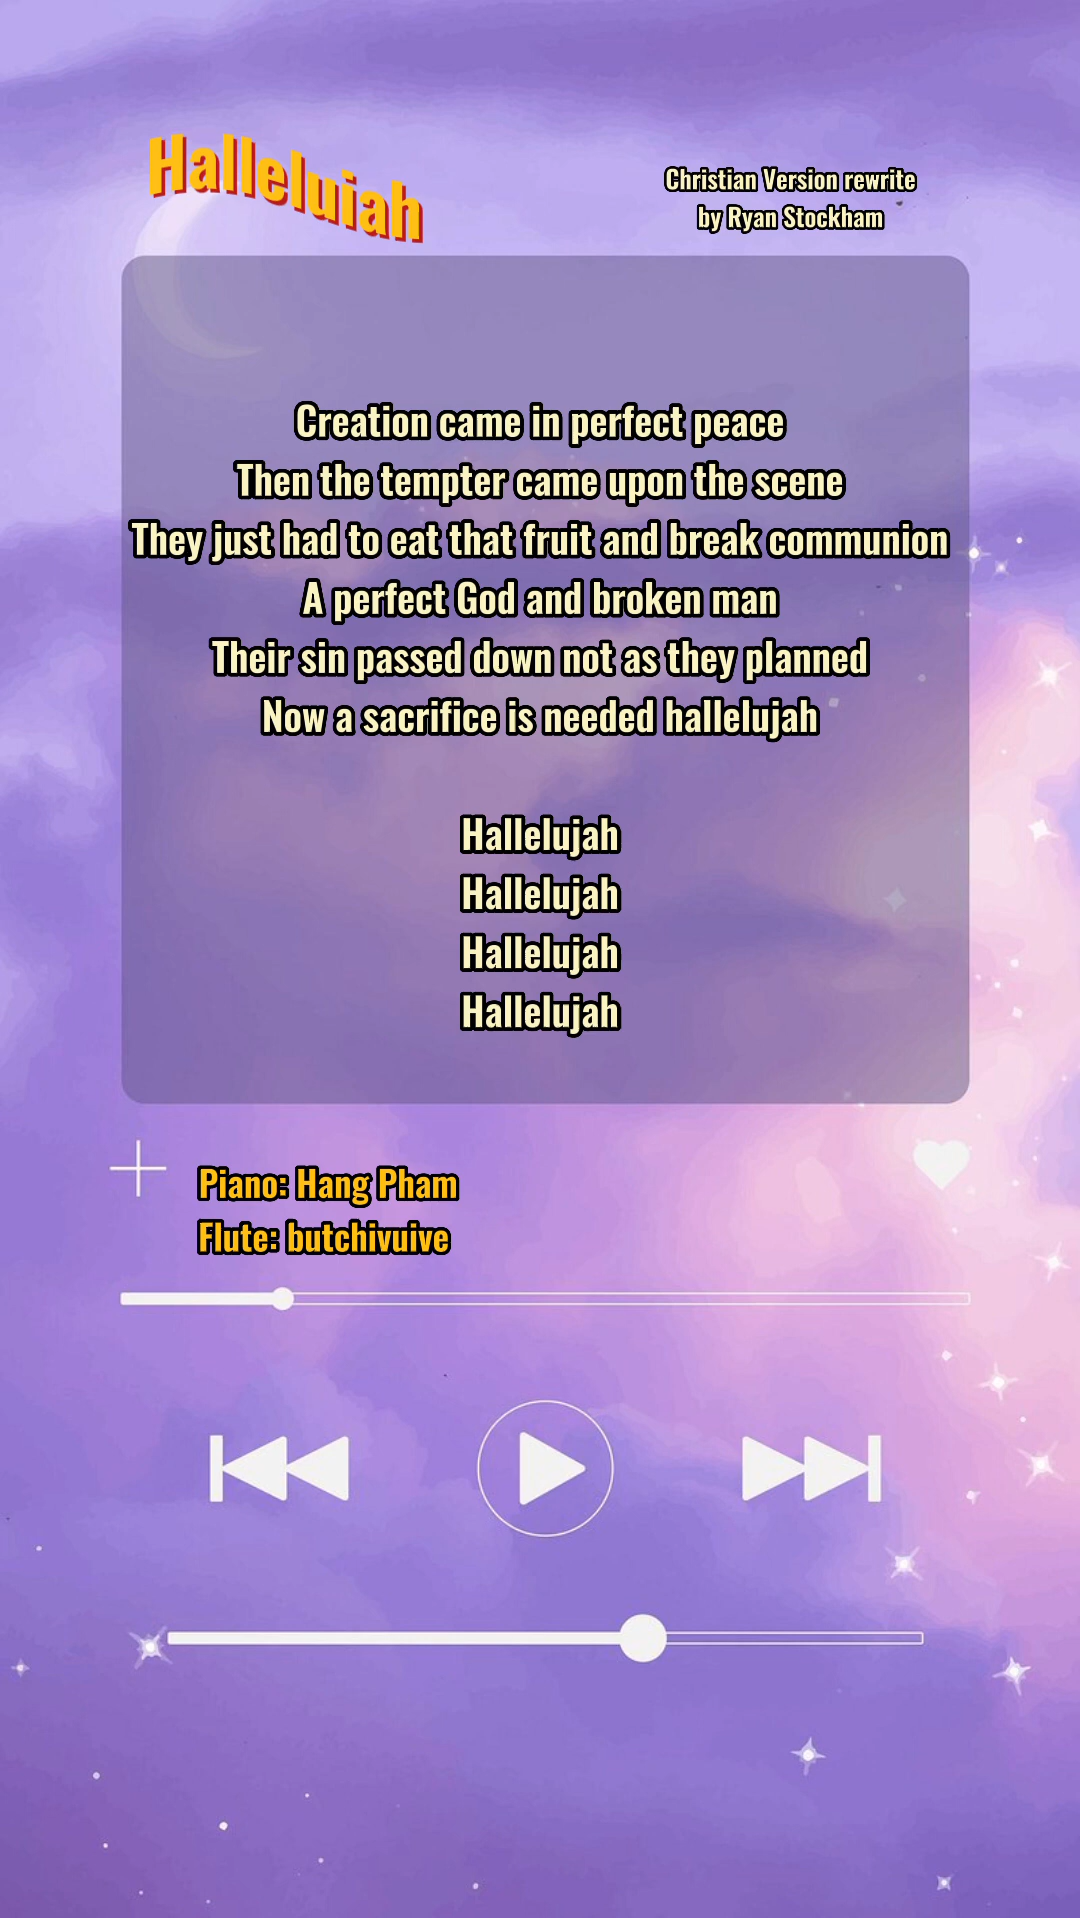 Halleluiah
Christian Version rewrite
by Ryan Stockham
Creation came in perfect peace
Then the tempter came upon the scene
They just had to eat that fruit and break communion
A perfect God and broken man
Their sin passed down not as they planned
Now a sacrifice is needed hallelujah
Hallelujah
Hallelujah
Hallelujah
Hallelujah
Piano: Hang Pham
Flute: butchivuive